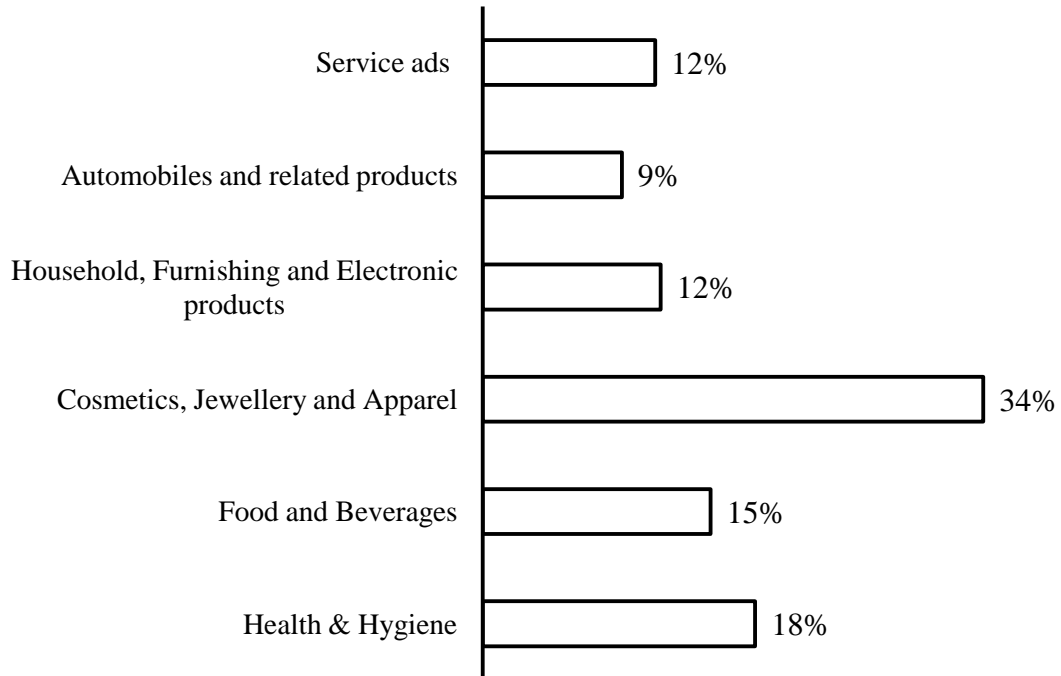 Service ads
12%
Automobiles and related products
9%
Household, Furnishing and Electronic
products
12%
Cosmetics, Jewellery and Apparel
34%
Food and Beverages
15%
Health & Hygiene
18%